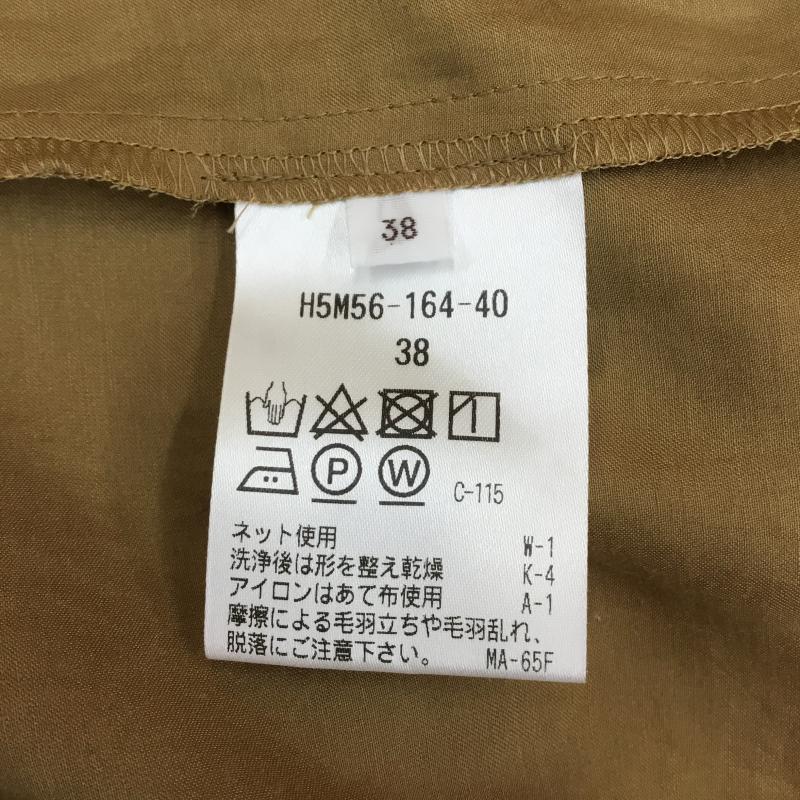 38
H5M56-164-40
38
P W C-115
ネット使用 W-1
洗浄後は形を整え乾燥 K-4
アイロンはあて布使用 A-1
摩擦による毛羽立ちや毛羽乱れ、
脱落にご注意下さい。 MA-65F